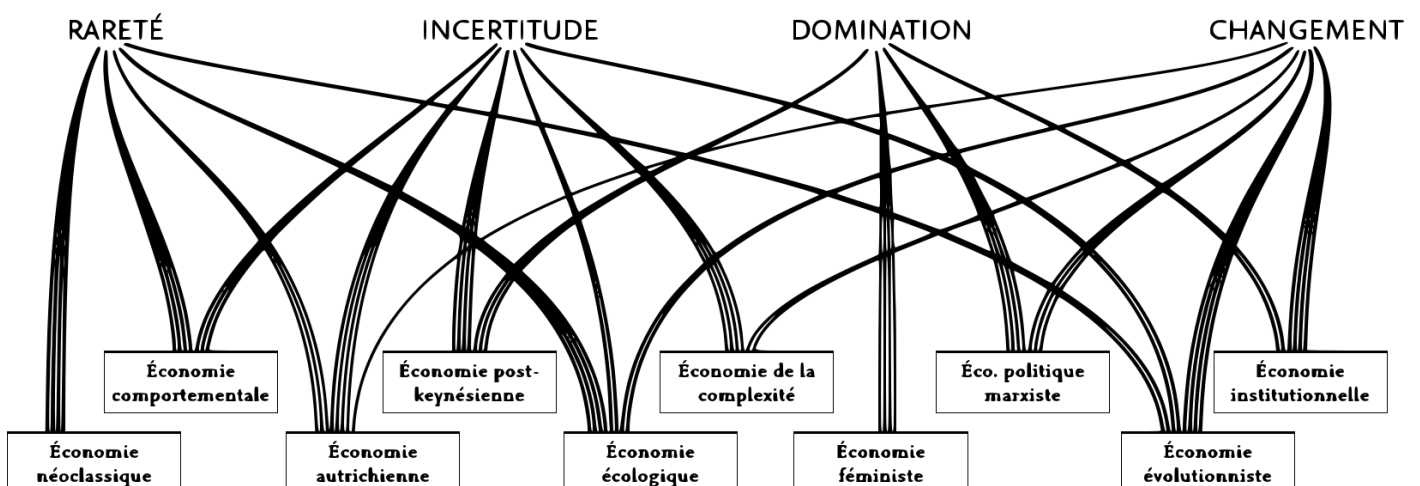 RARETÉ
INCERTITUDE
DOMINATION
CHANGEMENT
Économie
comportementale
Économie post-
keynésienne
Économie de la
complexité
Éco. politique
marxiste
Économie
institutionnelle
Économie
néoclassique
Économie
autrichienne
Économie
écologique
Économie
féministe
Économie
évolutionniste